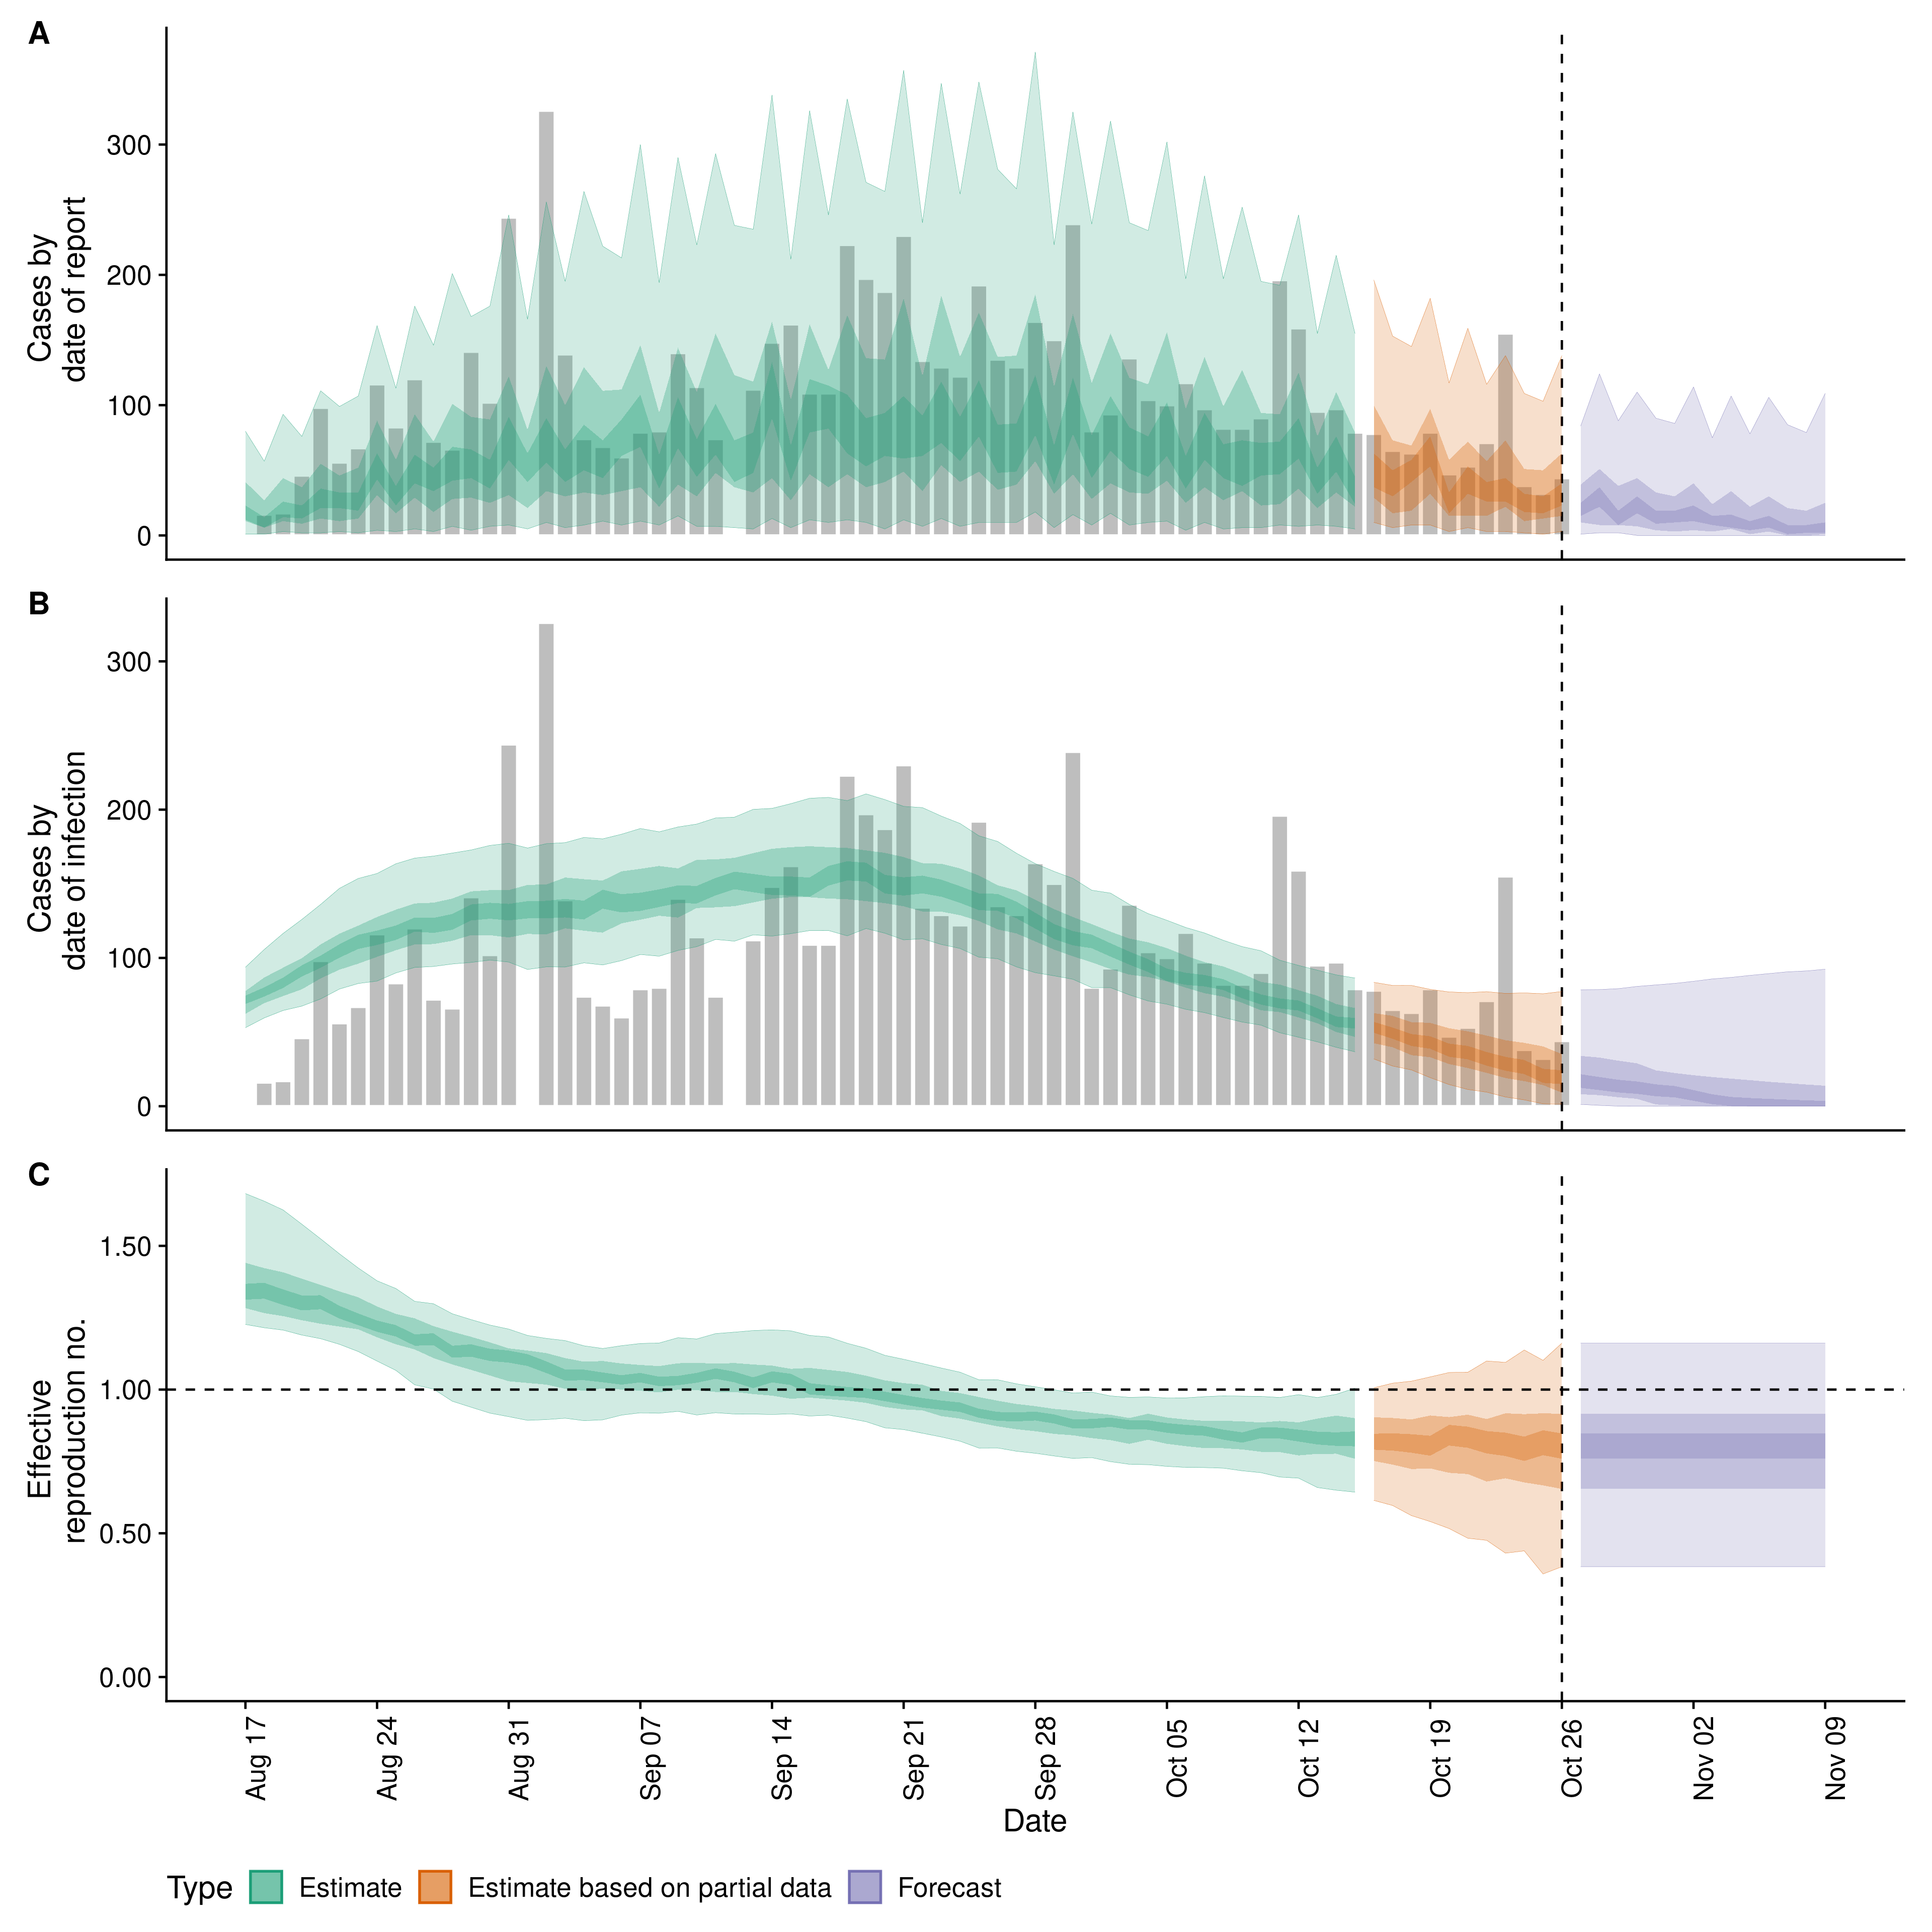 A
Cases by
date of report
300
200
100
0
B
Cases by
date of infection
300
200
100
0
C
Effective
reproduction no.
1.50
1.00
0.50
0.00
Aug 17
Aug 24
Aug 31
Sep 07
Sep 14
Sep 21
Sep 28
Oct 05
Oct 12
Oct 19
Oct 26
Nov 02
Nov 09
Date
Type Estimate Estimate based on partial data Forecast